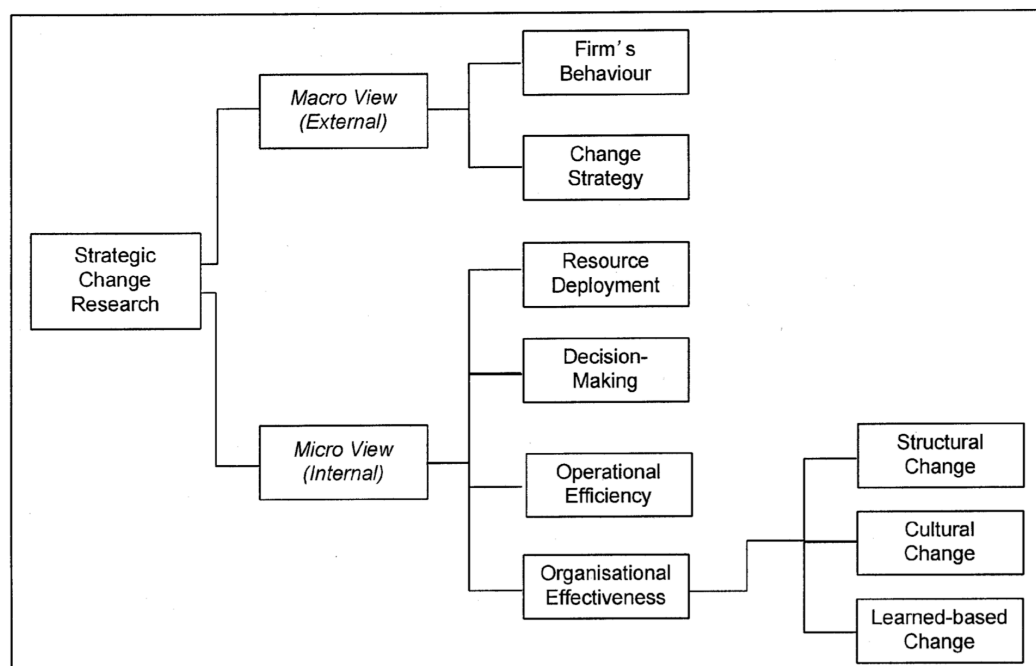 Firm's
Behaviour
Macro View
(External)
Change
Strategy
Strategic
Change
Research
Resource
Deployment
Decision-
Making
Micro View
(Internal)
Operational
Efficiency
Organisational
Effectiveness
Structural
Change
Cultural
Change
Learned-based
Change